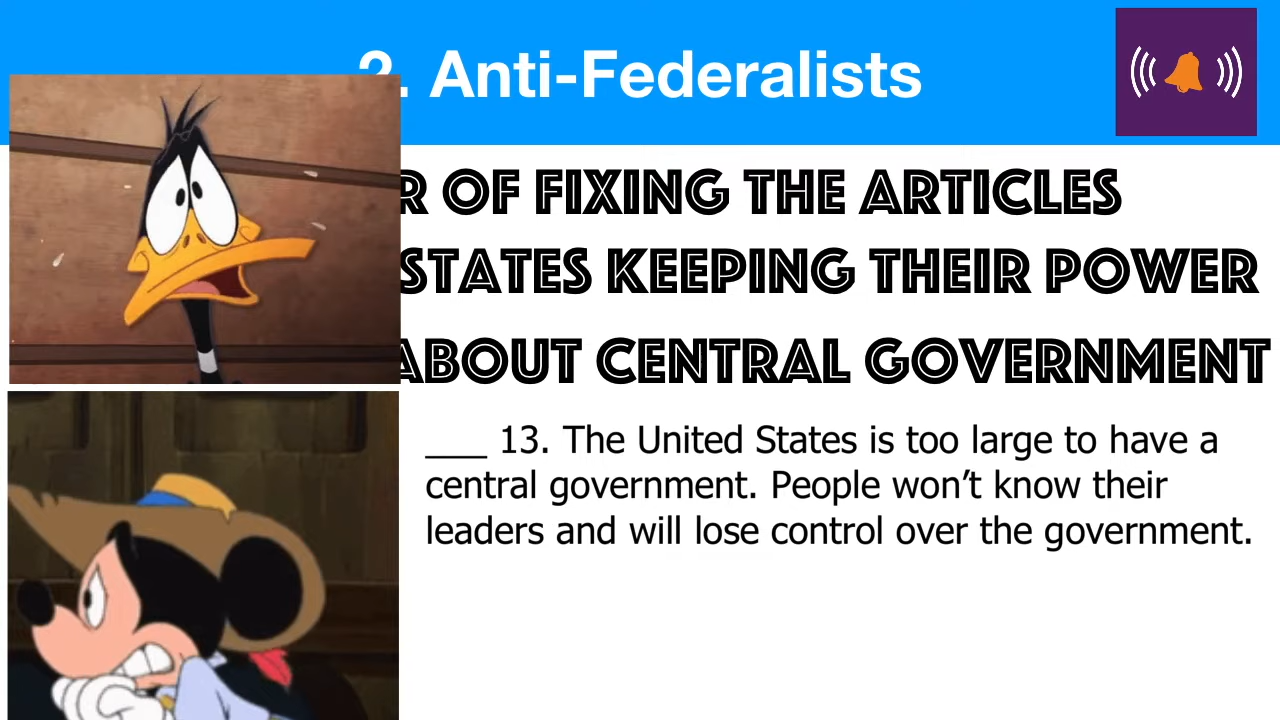 2. Anti-Federalists
R OF FIXING THE ARTICLES
STATES KEEPING THEIR POWER
ABOUT CENTRAL GOVERNMENT
___ 13. The United States is too large to have a
central government. People won’t know their
leaders and will lose control over the government.